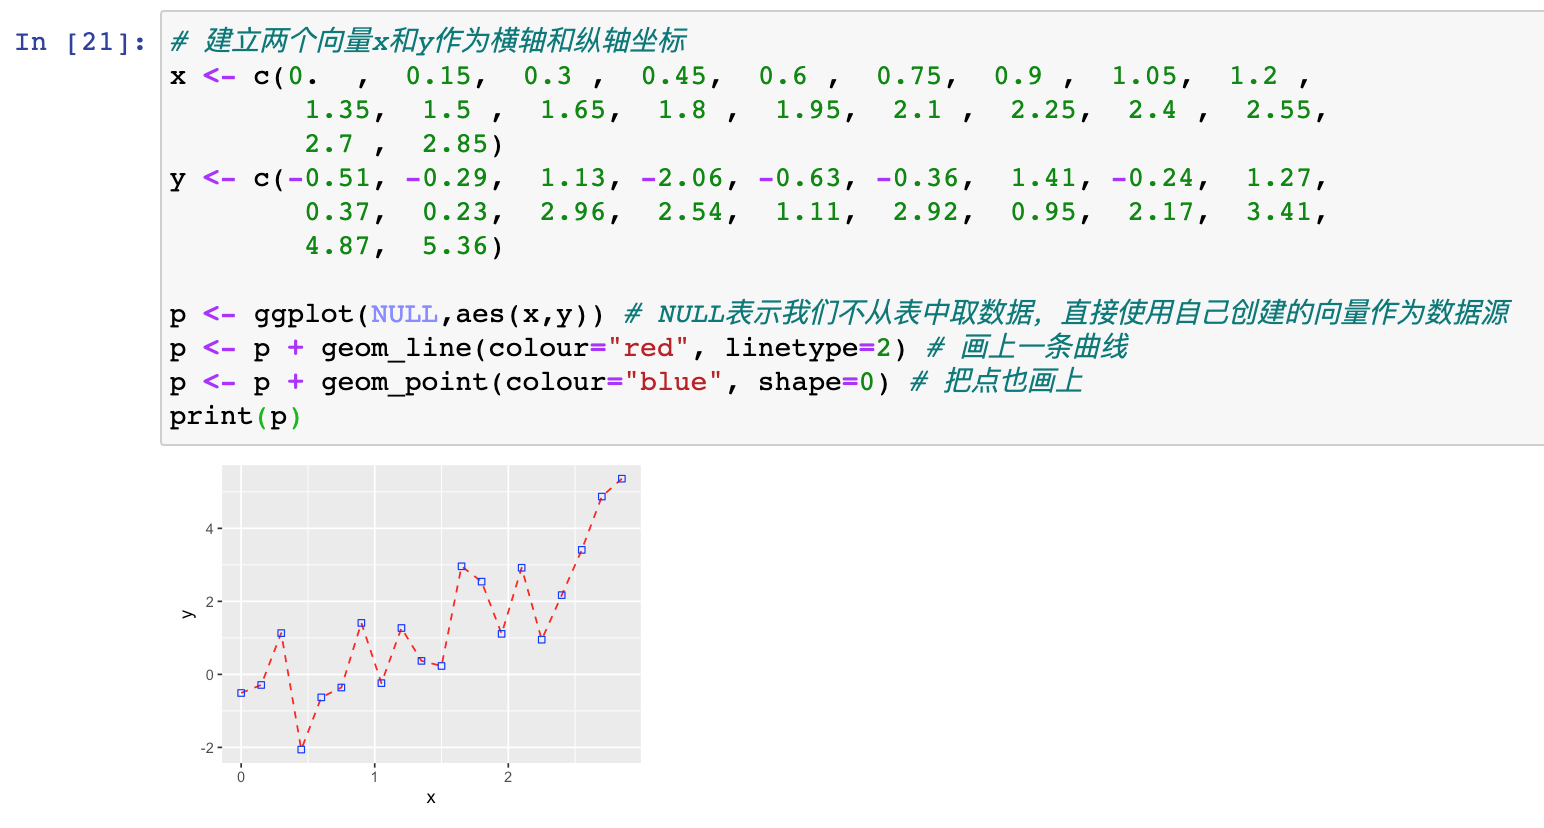 In [21]:
# 建立两个向量x和y作为横轴和纵轴坐标
x <- c(0.  ,  0.15,  0.3 ,  0.45,  0.6 ,  0.75,  0.9 ,  1.05,  1.2 ,
        1.35,  1.5 ,  1.65,  1.8 ,  1.95,  2.1 ,  2.25,  2.4 ,  2.55,
        2.7 ,  2.85)
y <- c(-0.51, -0.29,  1.13, -2.06, -0.63, -0.36,  1.41, -0.24,  1.27,
        0.37,  0.23,  2.96,  2.54,  1.11,  2.92,  0.95,  2.17,  3.41,
        4.87,  5.36)
p <- ggplot(NULL,aes(x,y)) # NULL表示我们不从表中取数据，直接使用自己创建的向量作为数据源
p <- p + geom_line(colour="red", linetype=2) # 画上一条曲线
p <- p + geom_point(colour="blue", shape=0) # 把点也画上
print(p)
4
2
y
0
-2
0 1 2
x